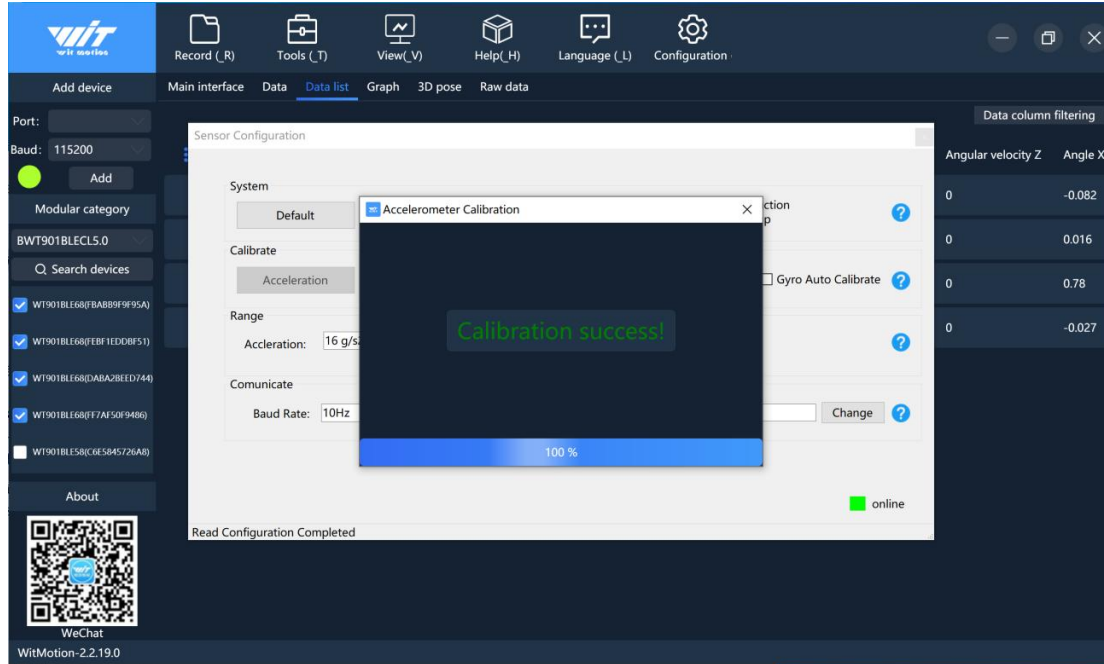 WiT
wit motion
Record (_R)
Tools (_T)
View(_V)
Help(_H)
Language (_L)
Configuration
Add device
Main interface
Data
Data list
Graph
3D pose
Raw data
Port:
Data column filtering
Baud:
115200
Angular velocity Z
Angle X
Add
Modular category
BWT901BLECL5.0
Search devices
WT901BLE68(FBABB9F9F95A)
WT901BLE68(FEBF1EDDBF51)
WT901BLE68(DABA2BEED744)
WT901BLE68(FF7AF50F9486)
WT901BLE58(C6E5845726A8)
0
-0.082
0
0.016
0
0.78
0
-0.027
Sensor Configuration
System
Default
Calibrate
Acceleration
Gyro Auto Calibrate
Range
Accleration:
16 g/s
Comunicate
Baud Rate:
10Hz
Change
online
Read Configuration Completed
Accelerometer Calibration
Calibration success!
100 %
About
WeChat
WitMotion-2.2.19.0